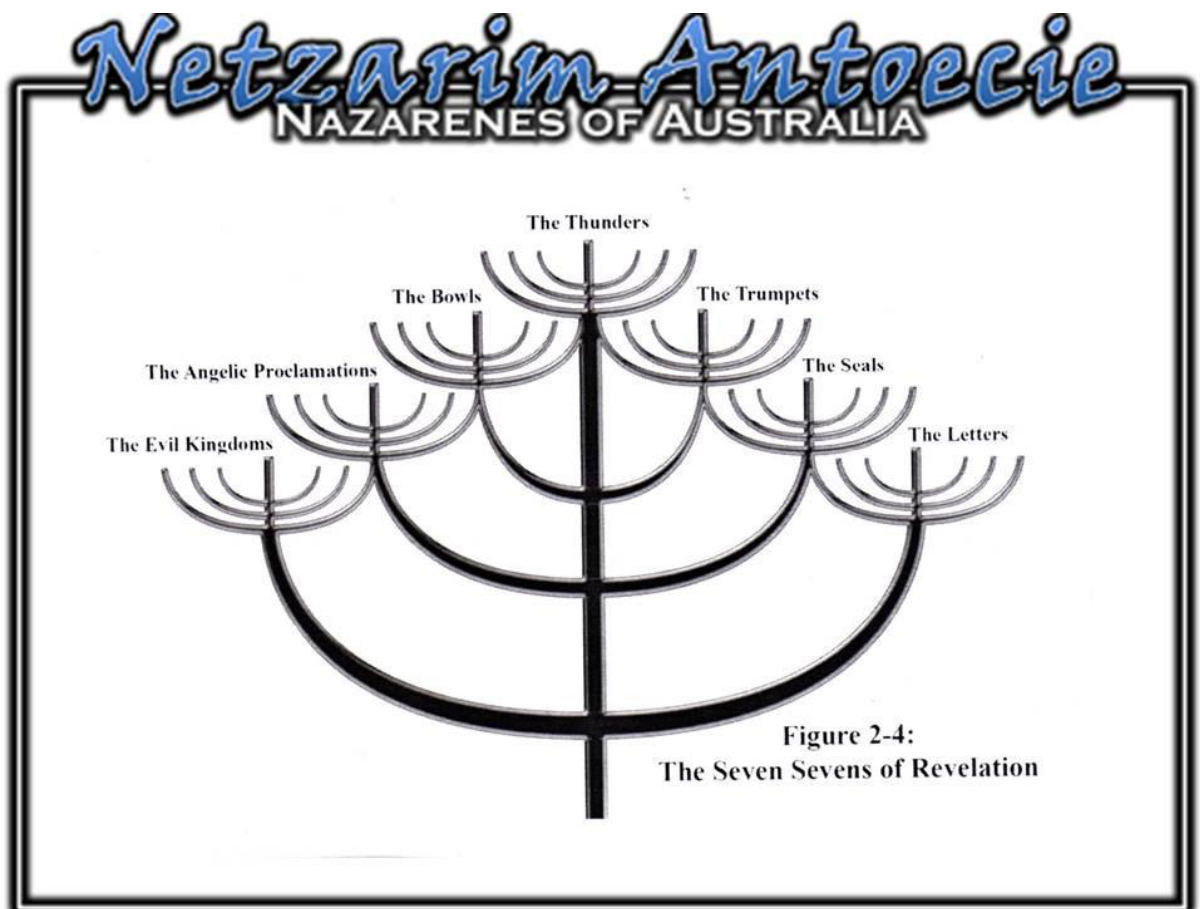 Netzarim Antoecie
NAZARENES OF AUSTRALIA
The Thunders
The Bowls
The Trumpets
The Angelic Proclamations
The Seals
The Evil Kingdoms
The Letters
Figure 2-4:
The Seven Sevens of Revelation